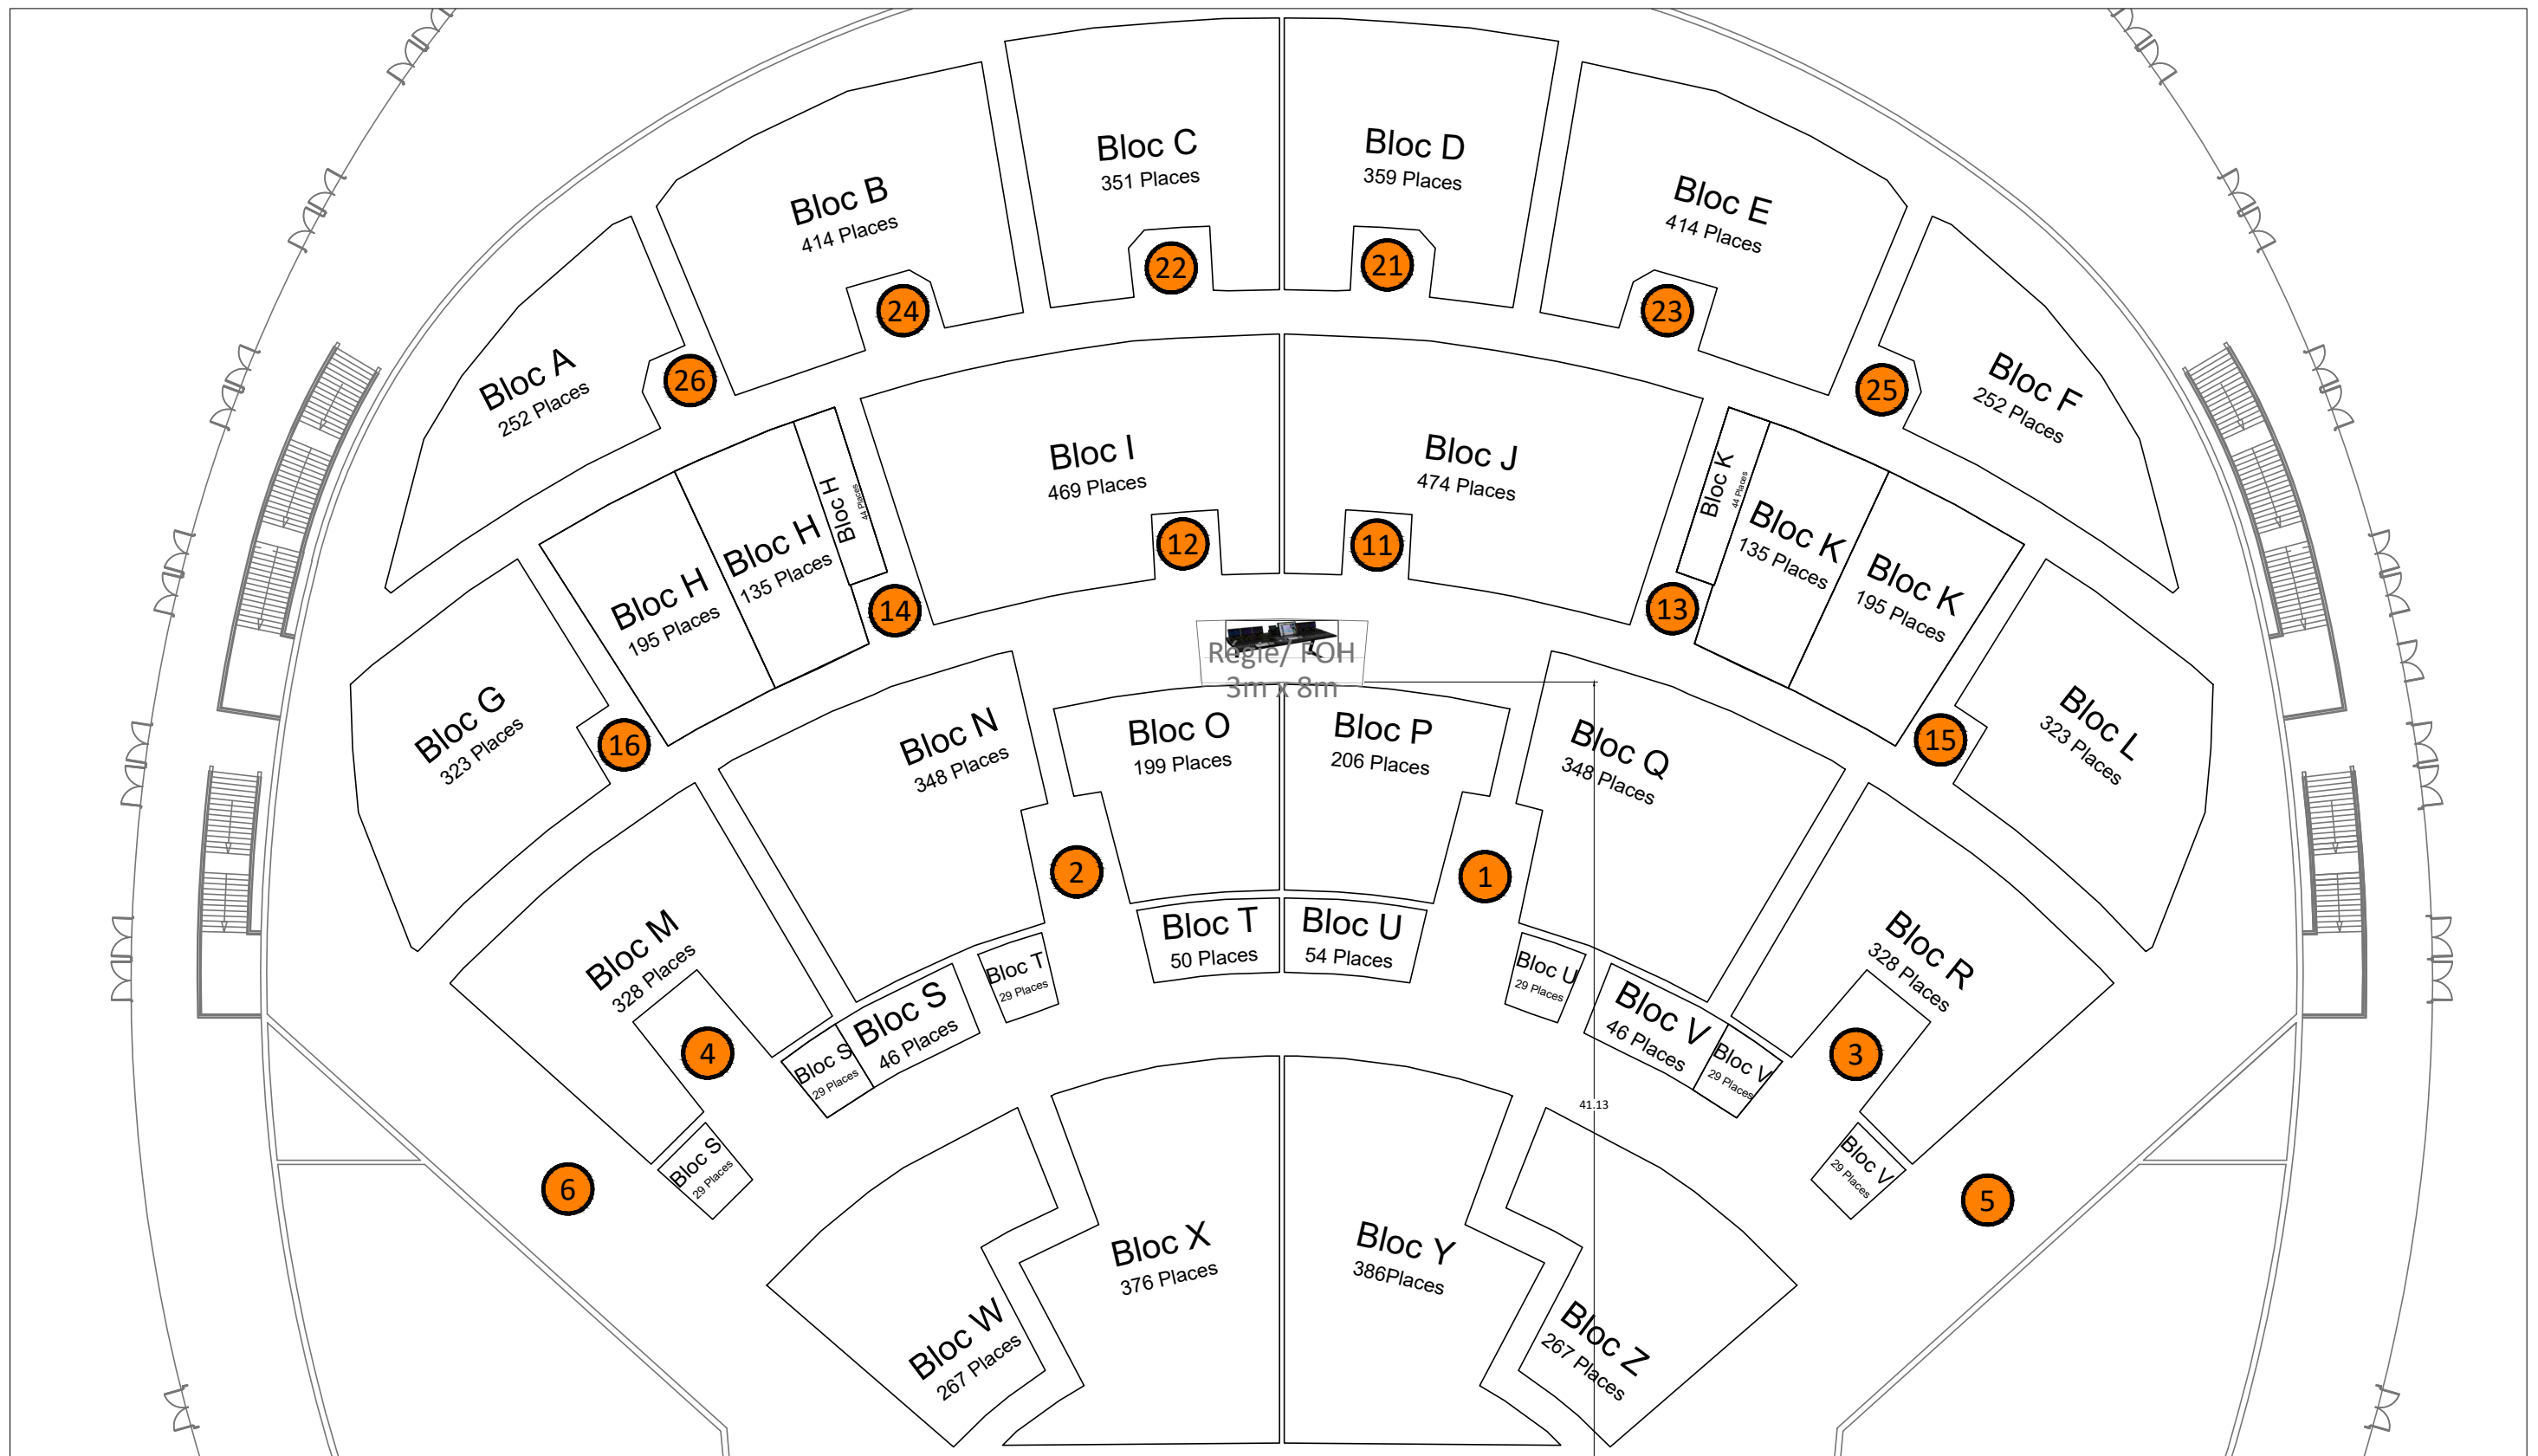 Bloc C
351 Places
Bloc D
359 Places
Bloc B
414 Places
Bloc E
414 Places
22
21
24
23
Bloc A
252 Places
26
25
Bloc F
252 Places
Bloc I
469 Places
Bloc J
474 Places
Bloc H
44 Places
Bloc K
44 Places
Bloc H
135 Places
Bloc K
135 Places
Bloc H
195 Places
Bloc K
195 Places
12
11
14
13
Régie/ FOH
3m x 8m
Bloc G
323 Places
16
15
Bloc L
323 Places
Bloc N
348 Places
Bloc O
199 Places
Bloc P
206 Places
Bloc Q
348 Places
2
1
Bloc M
328 Places
Bloc R
328 Places
Bloc T
50 Places
Bloc U
54 Places
Bloc T
29 Places
Bloc U
29 Places
Bloc S
46 Places
Bloc V
46 Places
Bloc S
29 Places
Bloc V
29 Places
4
3
41.13
Bloc S
29 Places
Bloc V
29 Places
6
5
Bloc X
376 Places
Bloc Y
386Places
Bloc W
267 Places
Bloc Z
267 Places